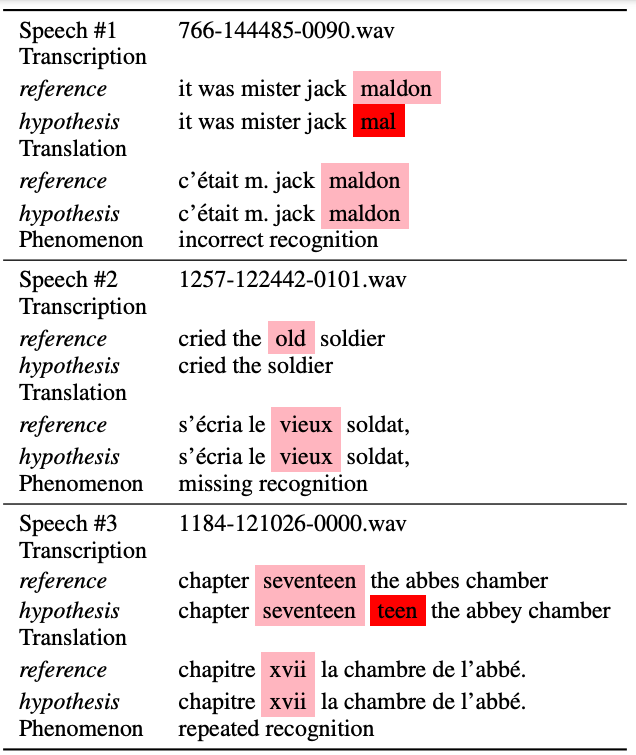 Speech #1 766-144485-0090.wav
Transcription
reference it was mister jack maldon
hypothesis it was mister jack mal
Translation
reference c’était m. jack maldon
hypothesis c’était m. jack maldon
Phenomenon incorrect recognition
Speech #2 1257-122442-0101.wav
Transcription
reference cried the old soldier
hypothesis cried the soldier
Translation
reference s’écria le vieux soldat,
hypothesis s’écria le vieux soldat,
Phenomenon missing recognition
Speech #3 1184-121026-0000.wav
Transcription
reference chapter seventeen the abbes chamber
hypothesis chapter seventeen teen the abbey chamber
Translation
reference chapitre xvii la chambre de l’abbé.
hypothesis chapitre xvii la chambre de l’abbé.
Phenomenon repeated recognition